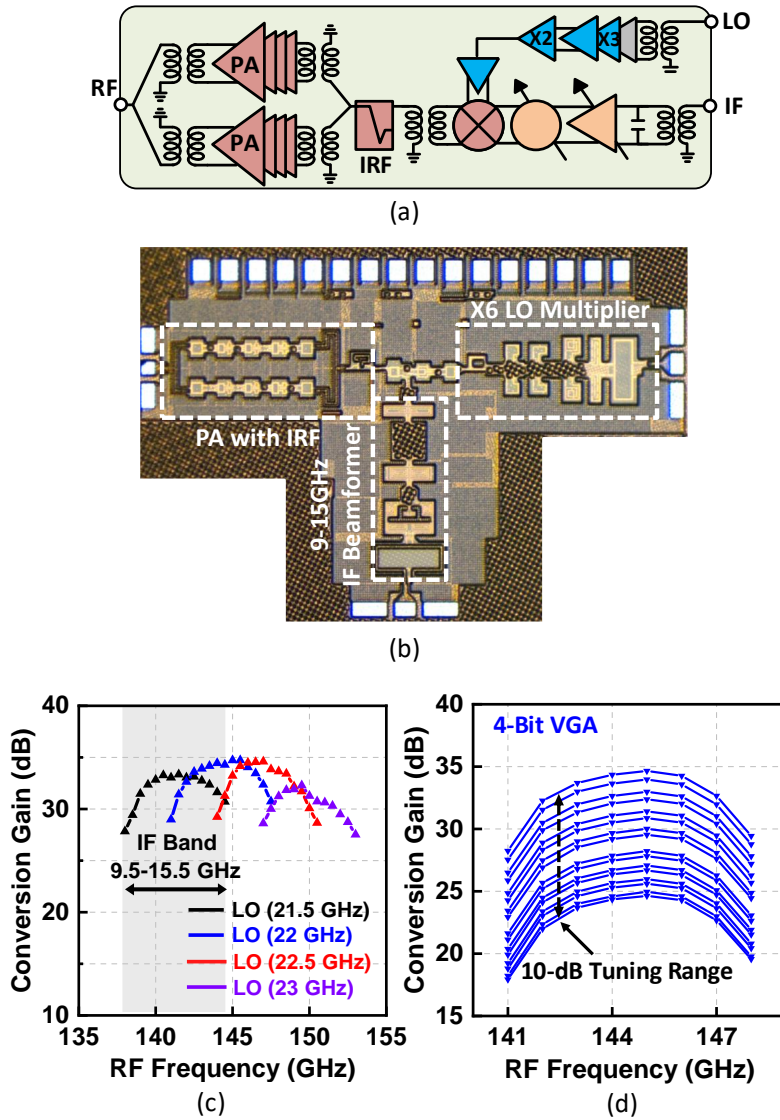 LO
X2
X3
PA
RF
IF
PA
IRF
(a)
X6 LO Multiplier
PA with IRF
9-15GHz
IF Beamformer
(b)
40
30
20
10
Conversion Gain (dB)
IF Band
9.5-15.5 GHz
LO (21.5 GHz)
LO (22 GHz)
LO (22.5 GHz)
LO (23 GHz)
135 140 145 150 155
RF Frequency (GHz)
(c)
40
35
30
25
20
15
Conversion Gain (dB)
4-Bit VGA
10-dB Tuning Range
141 144 147
RF Frequency (GHz)
(d)